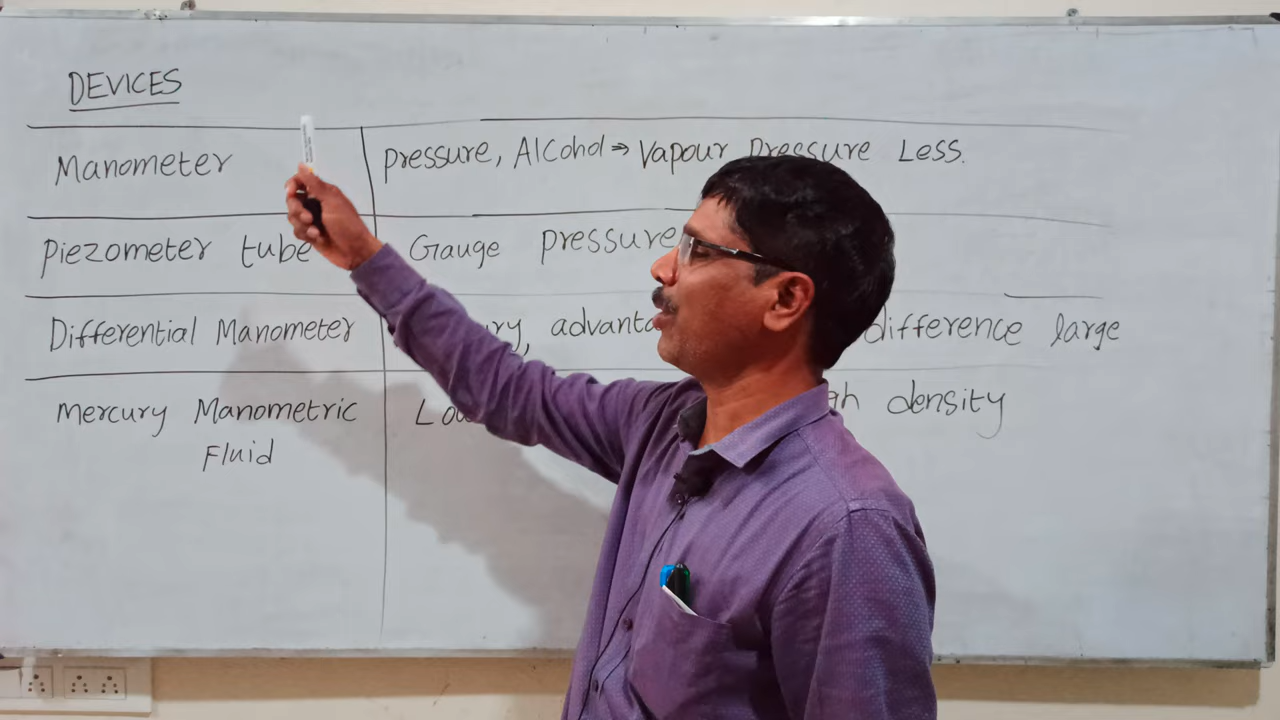 DEVICES
Manometer pressure, Alcohol → Vapour Pressure Less.
Piezometer tube Gauge pressure
Differential Manometer difference large
Mercury Manometric density
Fluid